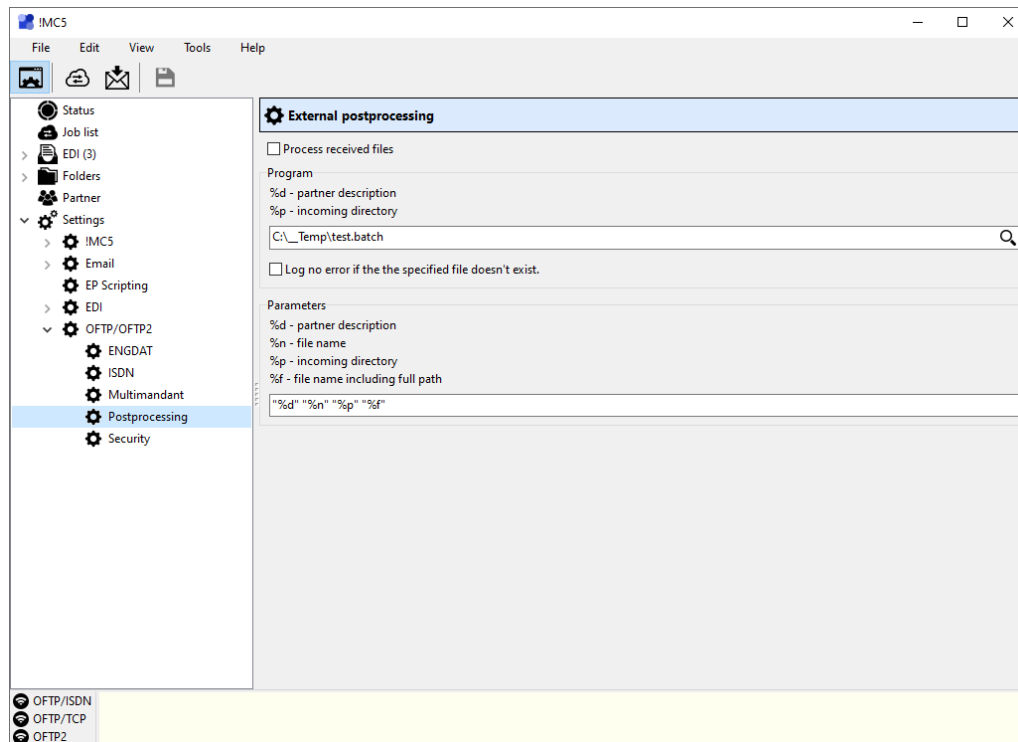 !MC5
File Edit View Tools Help
Status
Job list
EDI (3)
Folders
Partner
Settings
!MC5
Email
EP Scripting
EDI
OFTP/OFTP2
ENGDAT
ISDN
Multimandant
Postprocessing
Security
External postprocessing
Process received files
Program
%d - partner description
%p - incoming directory
C:\__Temp\test.batch
Log no error if the the specified file doesn't exist.
Parameters
%d - partner description
%n - file name
%p - incoming directory
%f - file name including full path
"%d" "%n" "%p" "%f"
OFTP/ISDN
OFTP/TCP
OFTP2